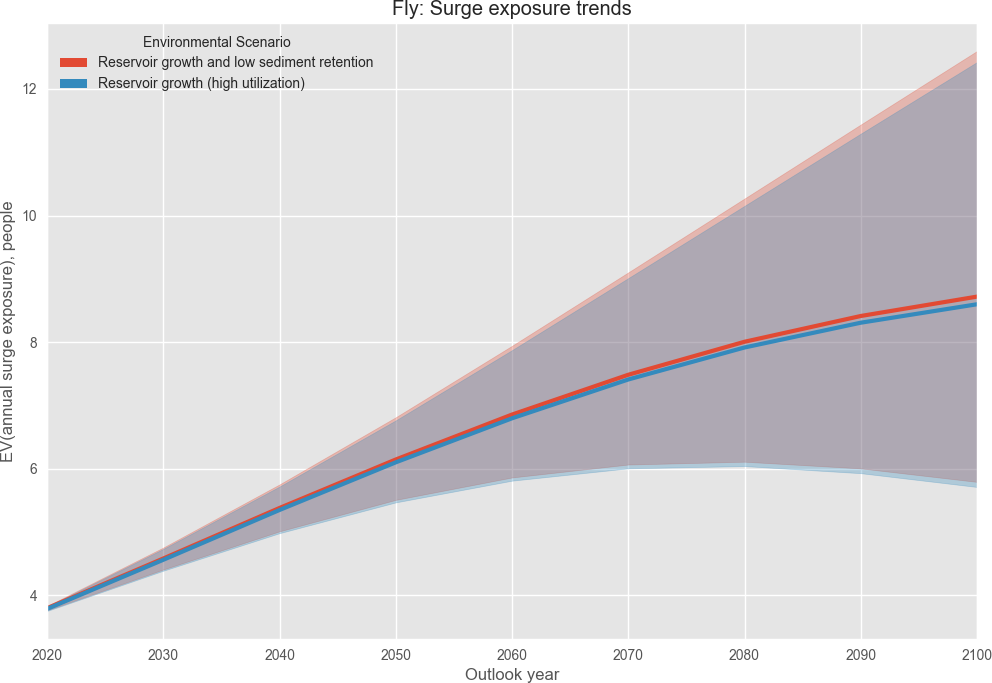 Fly: Surge exposure trends
Environmental Scenario
Reservoir growth and low sediment retention
Reservoir growth (high utilization)
EV(annual surge exposure), people
12
10
8
6
4
2020 2030 2040 2050 2060 2070 2080 2090 2100
Outlook year